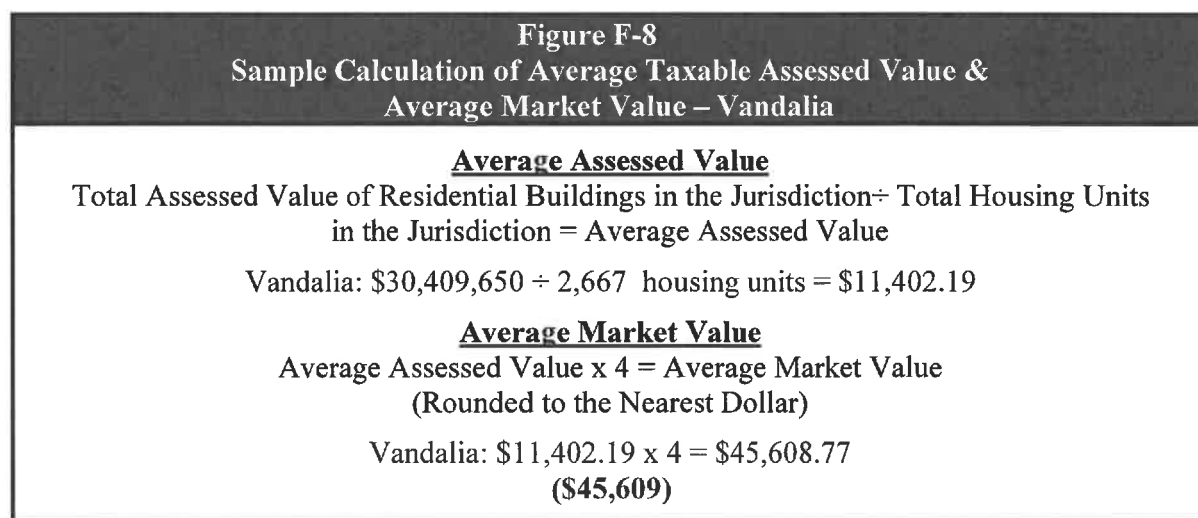 Figure F-8
Sample Calculation of Average Taxable Assessed Value &
Average Market Value – Vandalia
Average Assessed Value
Total Assessed Value of Residential Buildings in the Jurisdiction÷ Total Housing Units
in the Jurisdiction = Average Assessed Value
Vandalia: $30,409,650 ÷ 2,667 housing units = $11,402.19
Average Market Value
Average Assessed Value x 4 = Average Market Value
(Rounded to the Nearest Dollar)
Vandalia: $11,402.19 x 4 = $45,608.77
($45,609)